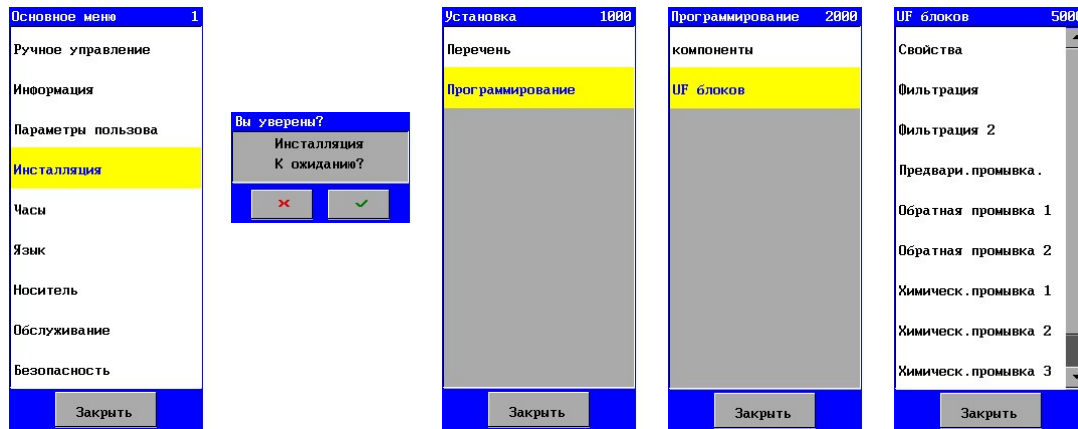 Основное меню 1
Ручное управление
Информация
Параметры пользова
Инсталляция
Часы
Язык
Носитель
Обслуживание
Безопасность
Закрыть
Вы уверены?
Инсталляция
К ожиданию?
Установка 1000
Перечень
Программирование
Закрыть
Программирование 2000
компоненты
UF блоков
Закрыть
UF блоков 5000
Свойства
Фильтрация
Фильтрация 2
Предвари.промывка.
Обратная промывка 1
Обратная промывка 2
Химическ.промывка 1
Химическ.промывка 2
Химическ.промывка 3
Закрыть